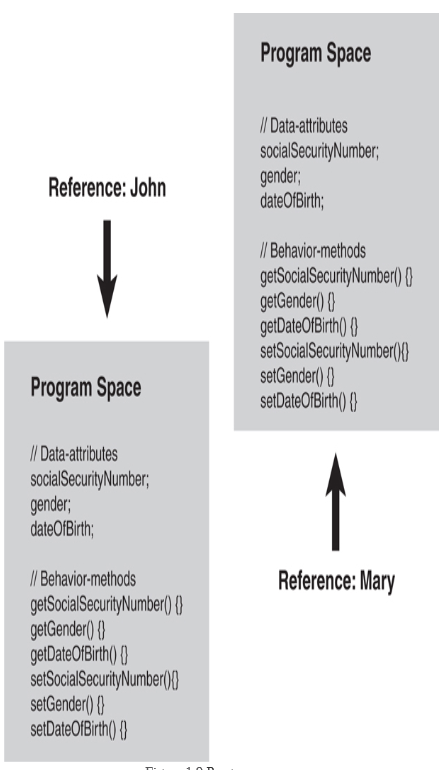 Program Space
// Data-attributes
socialSecurityNumber;
gender;
dateOfBirth;
// Behavior-methods
getSocialSecurityNumber() {}
getGender() {}
getDateOfBirth() {}
setSocialSecurityNumber(){}
setGender() {}
setDateOfBirth() {}
Reference: Mary
Reference: John
Program Space
// Data-attributes
socialSecurityNumber;
gender;
dateOfBirth;
// Behavior-methods
getSocialSecurityNumber() {}
getGender() {}
getDateOfBirth() {}
setSocialSecurityNumber(){}
setGender() {}
setDateOfBirth() {}